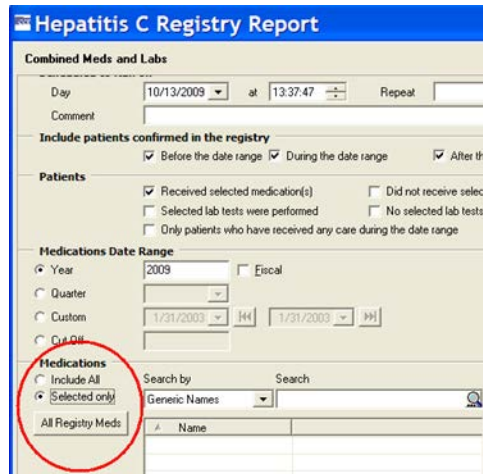 Hepatitis C Registry Report
Combined Meds and Labs
Day 10/13/2009 at 13:37:47 Repeat
Comment
Include patients confirmed in the registry
Before the date range During the date range After th
Patients
Received selected medication(s) Did not receive selec
Selected lab tests were performed No selected lab tests
Only patients who have received any care during the date range
Medications Date Range
Year 2009 Fiscal
Quarter
Custom 1/31/2003 1/31/2003
Cut Off
Medications
Include All Search by Search
Selected only Generic Names
All Registry Meds Name